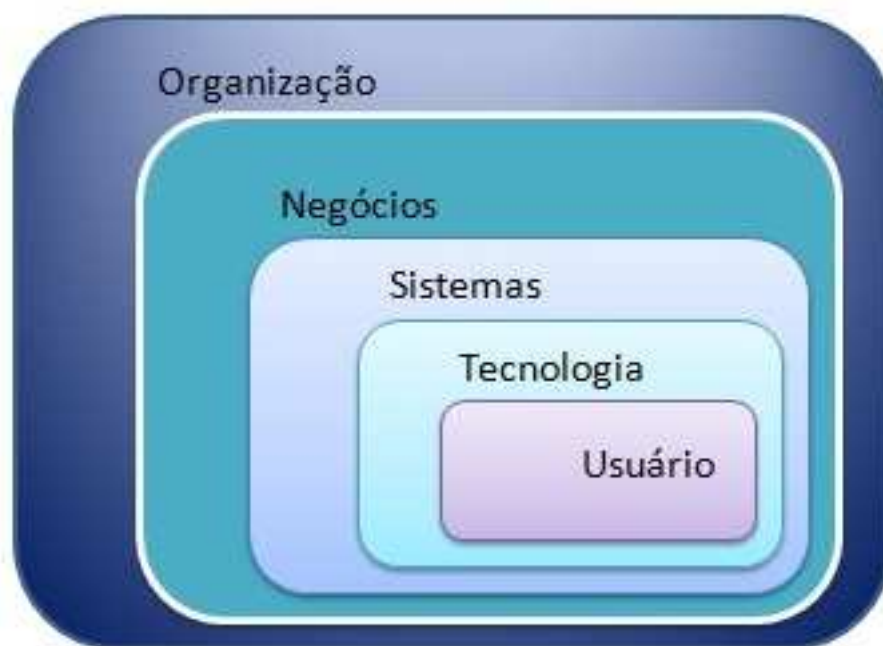 Organização
Negócios
Sistemas
Tecnologia
Usuário